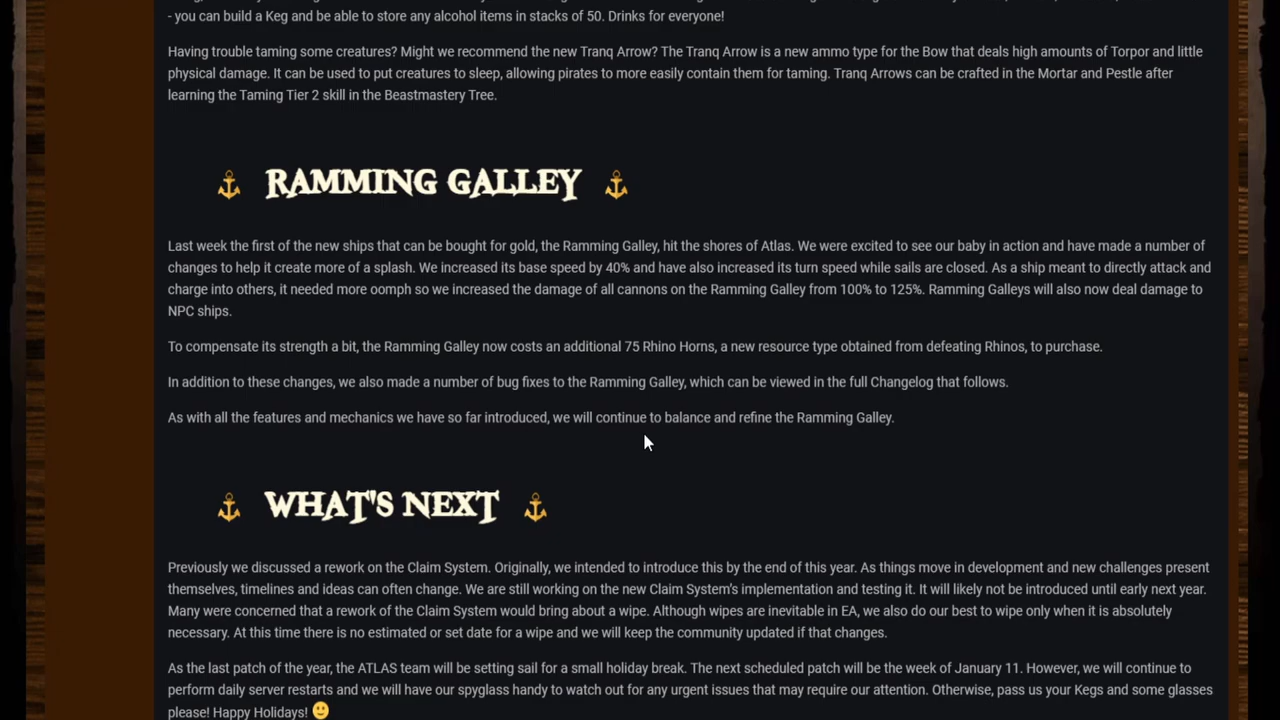 - you can build a Keg and be able to store any alcohol items in stacks of 50. Drinks for everyone!
Having trouble taming some creatures? Might we recommend the new Tranq Arrow? The Tranq Arrow is a new ammo type for the Bow that deals high amounts of Torpor and little
physical damage. It can be used to put creatures to sleep, allowing pirates to more easily contain them for taming. Tranq Arrows can be crafted in the Mortar and Pestle after
learning the Taming Tier 2 skill in the Beastmastery Tree.
RAMMING GALLEY
Last week the first of the new ships that can be bought for gold, the Ramming Galley, hit the shores of Atlas. We were excited to see our baby in action and have made a number of
changes to help it create more of a splash. We increased its base speed by 40% and have also increased its turn speed while sails are closed. As a ship meant to directly attack and
charge into others, it needed more oomph so we increased the damage of all cannons on the Ramming Galley from 100% to 125%. Ramming Galleys will also now deal damage to
NPC ships.
To compensate its strength a bit, the Ramming Galley now costs an additional 75 Rhino Horns, a new resource type obtained from defeating Rhinos, to purchase.
In addition to these changes, we also made a number of bug fixes to the Ramming Galley, which can be viewed in the full Changelog that follows.
As with all the features and mechanics we have so far introduced, we will continue to balance and refine the Ramming Galley.
WHAT'S NEXT
Previously we discussed a rework on the Claim System. Originally, we intended to introduce this by the end of this year. As things move in development and new challenges present
themselves, timelines and ideas can often change. We are still working on the new Claim System's implementation and testing it. It will likely not be introduced until early next year.
Many were concerned that a rework of the Claim System would bring about a wipe. Although wipes are inevitable in EA, we also do our best to wipe only when it is absolutely
necessary. At this time there is no estimated or set date for a wipe and we will keep the community updated if that changes.
As the last patch of the year, the ATLAS team will be setting sail for a small holiday break. The next scheduled patch will be the week of January 11. However, we will continue to
perform daily server restarts and we will have our spyglass handy to watch out for any urgent issues that may require our attention. Otherwise, pass us your Kegs and some glasses
please! Happy Holidays! 🙂